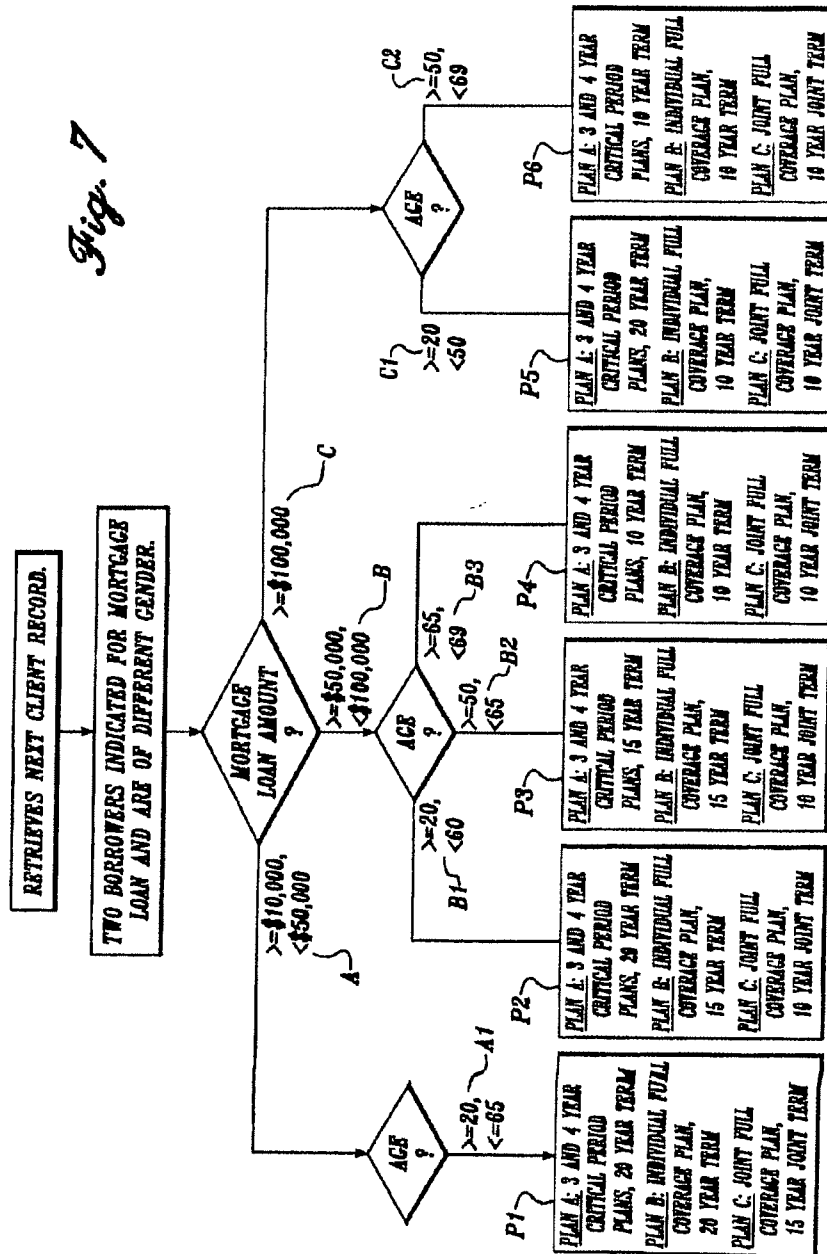 Fig. 7
RETRIEVES NEXT CLIENT RECORD.
TWO BORROWERS INDICATED FOR MORTGAGE
LOAN AND ARE OF DIFFERENT GENDER.
MORTGAGE
LOAN AMOUNT
?
>=$10,000,
<$50,000
A
>=$50,000,
<$100,000
B
>=$100,000
C
AGE
?
>=20,
<=65
A1
AGE
?
>=20,
<60
B1
>=50,
<65
B2
>=65,
<69
B3
AGE
?
>=20
<50
C1
>=50,
<69
C2
P1
PLAN A: 3 AND 4 YEAR
CRITICAL PERIOD
PLANS, 20 YEAR TERM
PLAN B: INDIVIDUAL FULL
COVERAGE PLAN,
20 YEAR TERM
PLAN C: JOINT FULL
COVERAGE PLAN,
15 YEAR JOINT TERM
P2
PLAN A: 3 AND 4 YEAR
CRITICAL PERIOD
PLANS, 20 YEAR TERM
PLAN B: INDIVIDUAL FULL
COVERAGE PLAN,
15 YEAR TERM
PLAN C: JOINT FULL
COVERAGE PLAN,
10 YEAR JOINT TERM
P3
PLAN A: 3 AND 4 YEAR
CRITICAL PERIOD
PLANS, 15 YEAR TERM
PLAN B: INDIVIDUAL FULL
COVERAGE PLAN,
15 YEAR TERM
PLAN C: JOINT FULL
COVERAGE PLAN,
10 YEAR JOINT TERM
P4
PLAN A: 3 AND 4 YEAR
CRITICAL PERIOD
PLANS, 10 YEAR TERM
PLAN B: INDIVIDUAL FULL
COVERAGE PLAN,
10 YEAR TERM
PLAN C: JOINT FULL
COVERAGE PLAN,
10 YEAR JOINT TERM
P5
PLAN A: 3 AND 4 YEAR
CRITICAL PERIOD
PLANS, 20 YEAR TERM
PLAN B: INDIVIDUAL FULL
COVERAGE PLAN,
10 YEAR TERM
PLAN C: JOINT FULL
COVERAGE PLAN,
10 YEAR JOINT TERM
P6
PLAN A: 3 AND 4 YEAR
CRITICAL PERIOD
PLANS, 10 YEAR TERM
PLAN B: INDIVIDUAL FULL
COVERAGE PLAN,
10 YEAR TERM
PLAN C: JOINT FULL
COVERAGE PLAN,
10 YEAR JOINT TERM